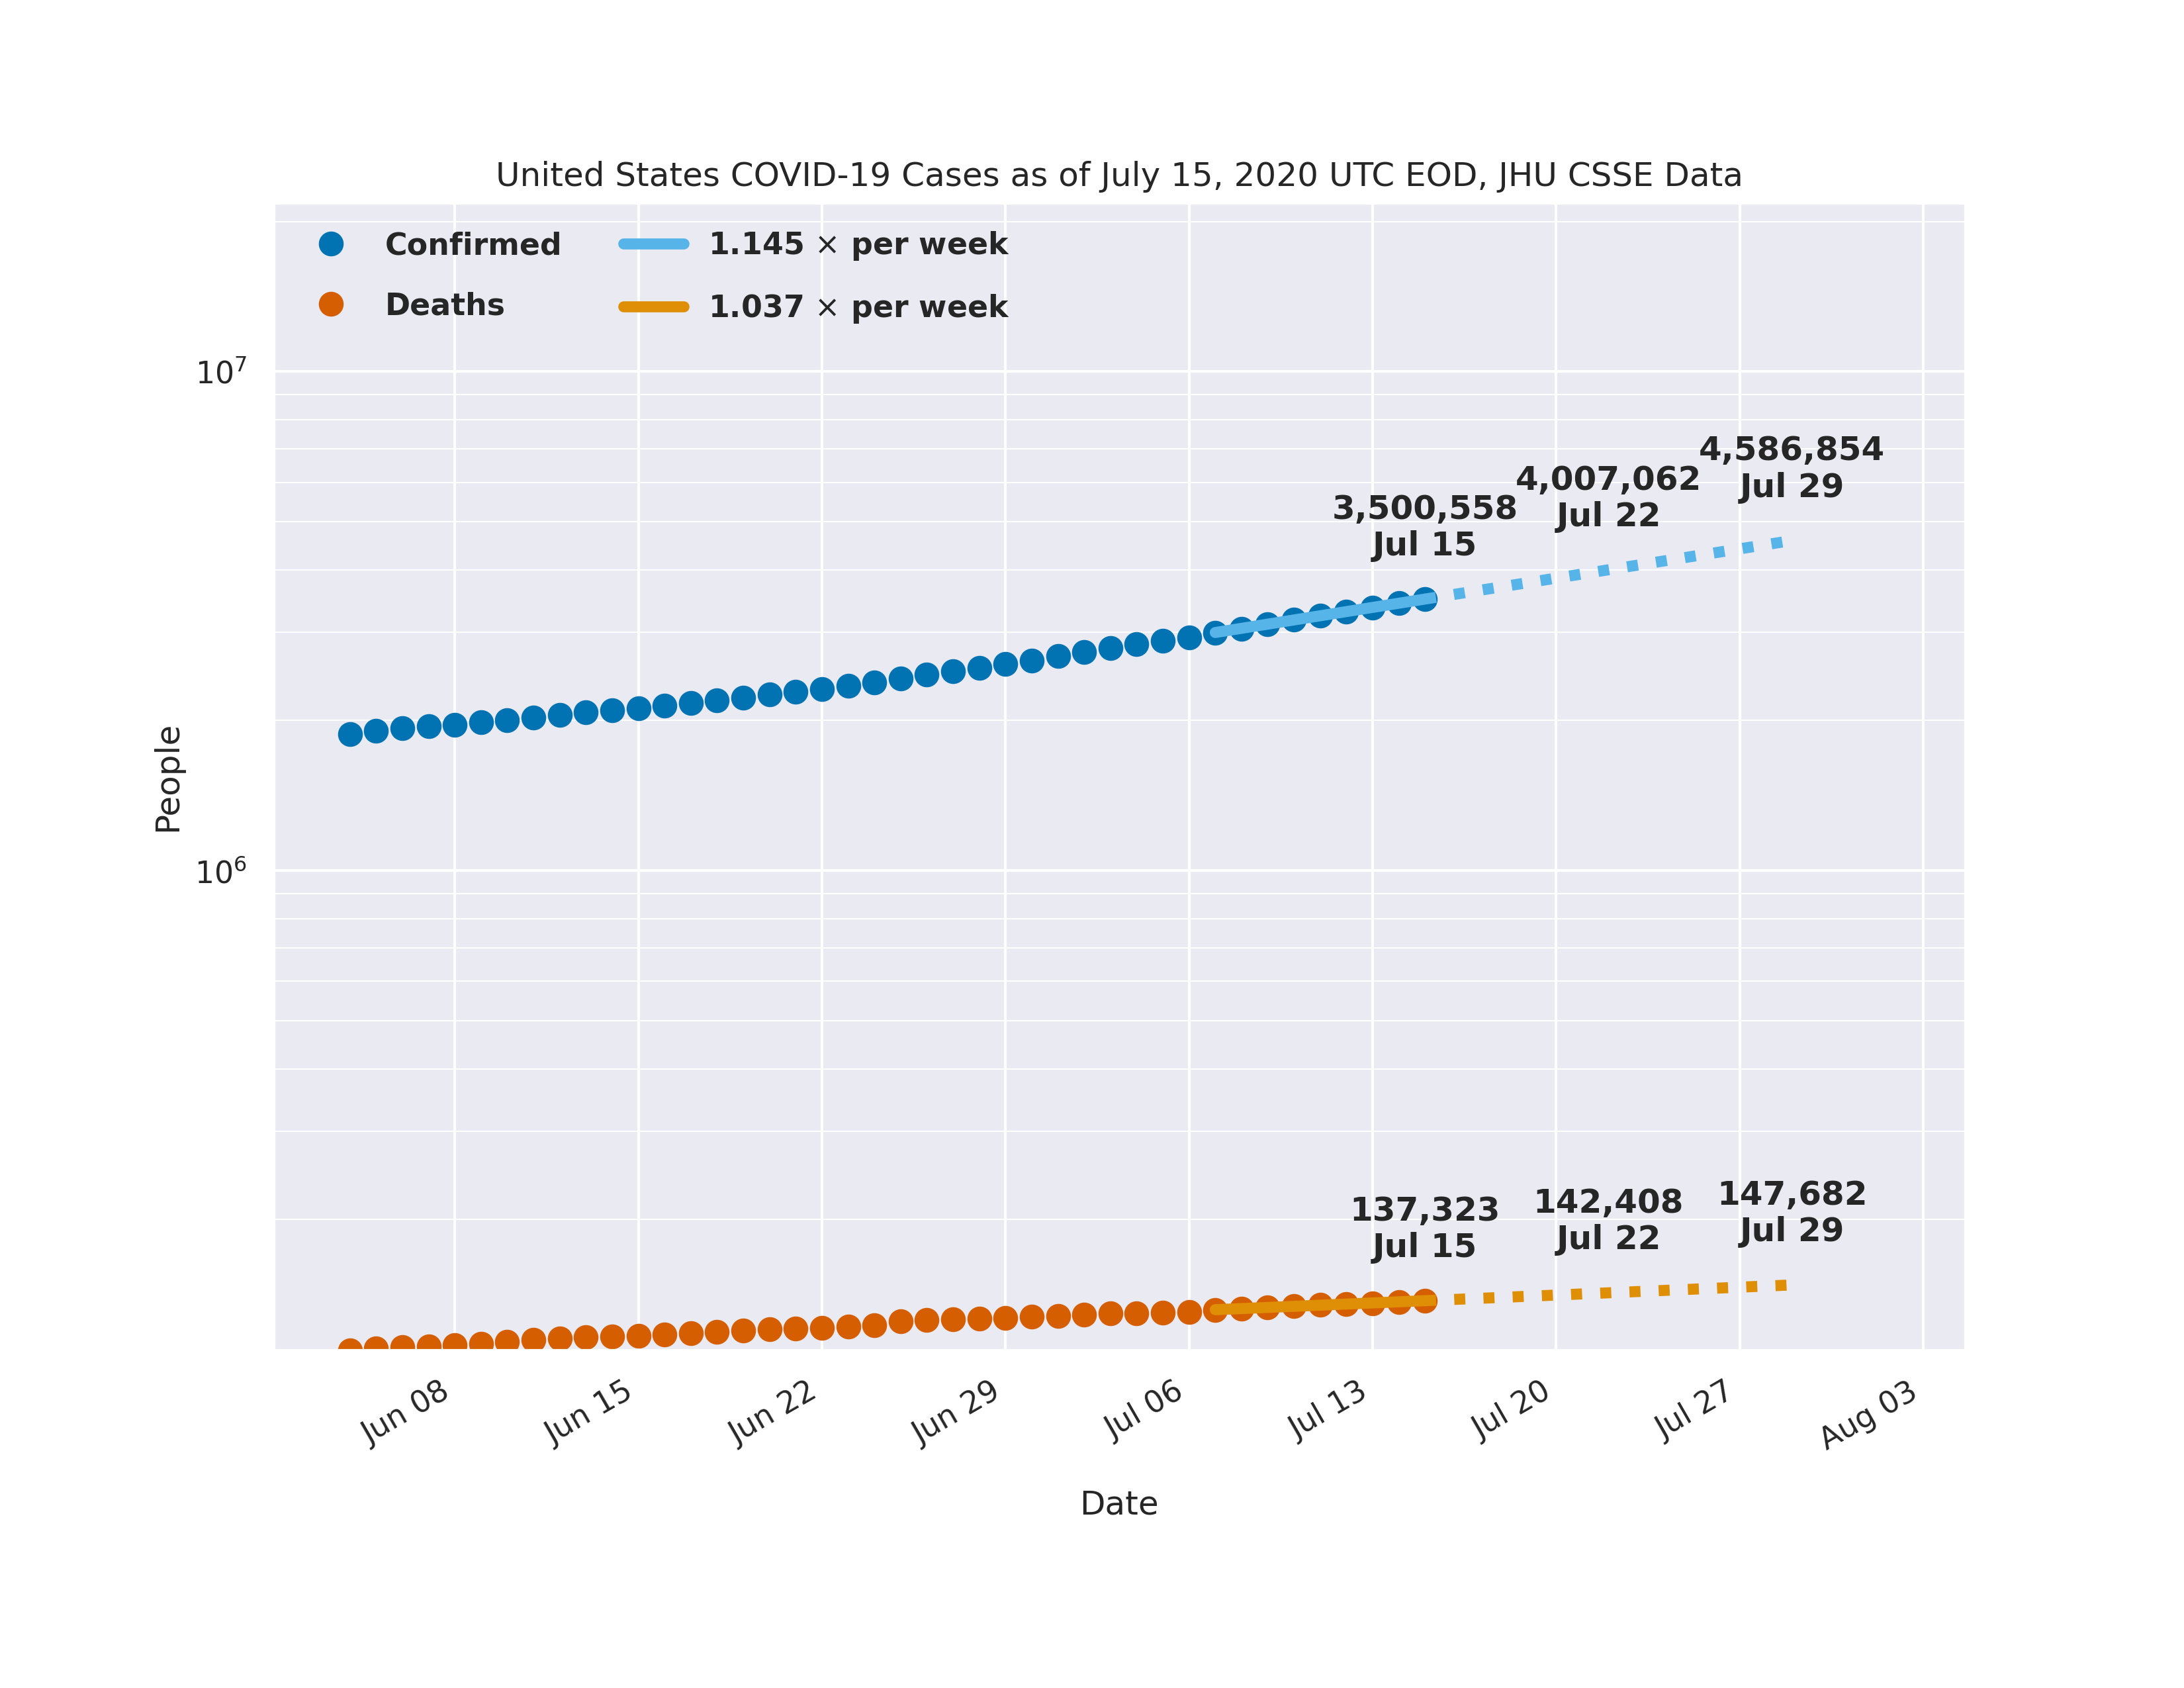 United States COVID-19 Cases as of July 15, 2020 UTC EOD, JHU CSSE Data
Confirmed
Deaths
1.145 × per week
1.037 × per week
10⁷
10⁶
People
4,586,854
Jul 29
4,007,062
Jul 22
3,500,558
Jul 15
137,323
Jul 15
142,408
Jul 22
147,682
Jul 29
Jun 08
Jun 15
Jun 22
Jun 29
Jul 06
Jul 13
Jul 20
Jul 27
Aug 03
Date